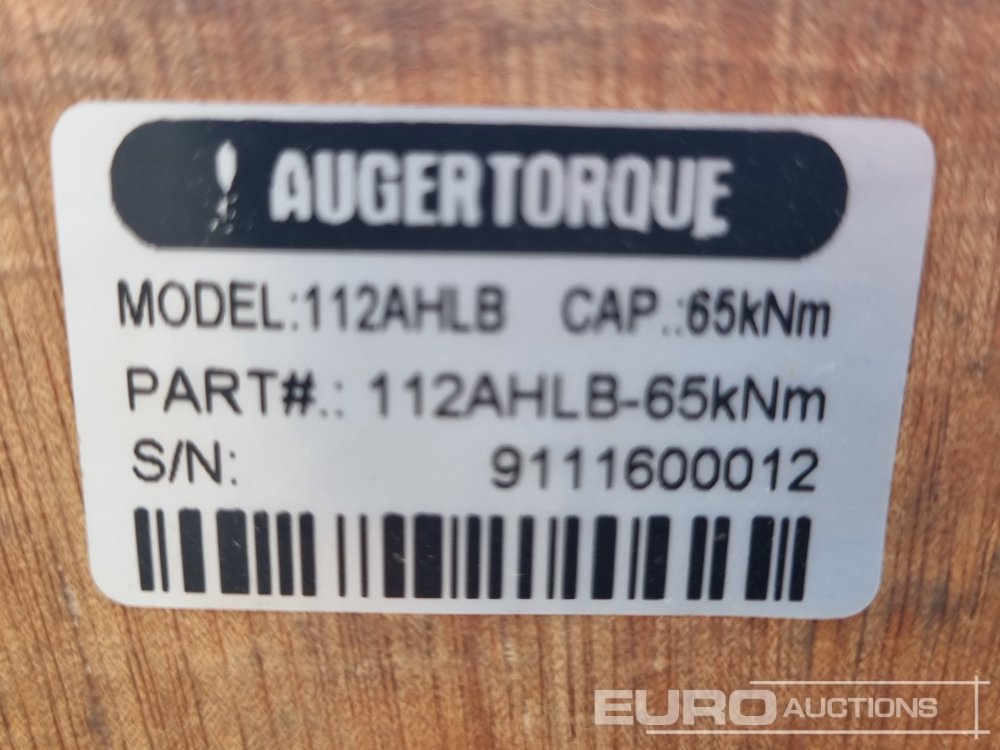 AUGERTORQUE
MODEL:112AHLB CAP.:65kNm
PART#.: 112AHLB-65kNm
S/N: 9111600012
EURO AUCTIONS